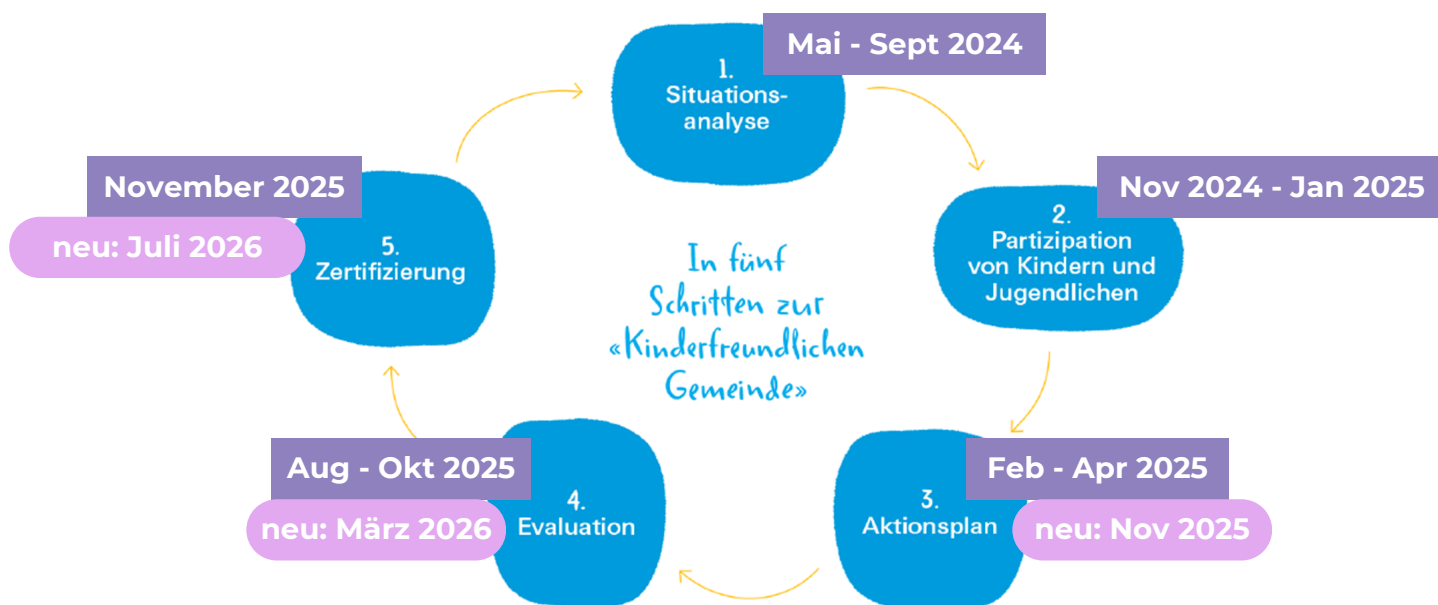 Mai - Sept 2024
1.
Situations-
analyse
Nov 2024 - Jan 2025
2.
Partizipation
von Kindern und
Jugendlichen
Feb - Apr 2025
3.
Aktionsplan
neu: Nov 2025
Aug - Okt 2025
4.
Evaluation
neu: März 2026
November 2025
5.
Zertifizierung
neu: Juli 2026
In fünf
Schritten zur
«Kinderfreundlichen
Gemeinde»